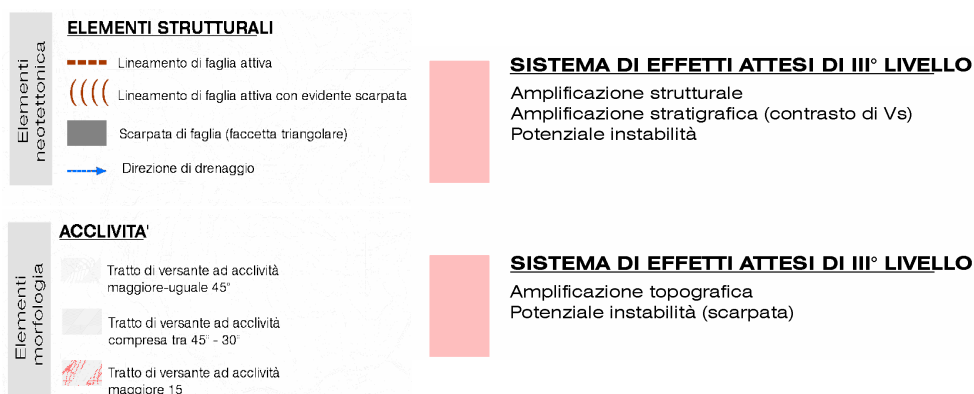 Elementi
neotettonica
ELEMENTI STRUTTURALI
Lineamento di faglia attiva
Lineamento di faglia attiva con evidente scarpata
Scarpata di faglia (faccetta triangolare)
Direzione di drenaggio
SISTEMA DI EFFETTI ATTESI DI III° LIVELLO
Amplificazione strutturale
Amplificazione stratigrafica (contrasto di Vs)
Potenziale instabilità
Elementi
morfologia
ACCLIVITA'
Tratto di versante ad acclività
maggiore-uguale 45°
Tratto di versante ad acclività
compresa tra 45° - 30°
Tratto di versante ad acclività
maggiore 15
SISTEMA DI EFFETTI ATTESI DI III° LIVELLO
Amplificazione topografica
Potenziale instabilità (scarpata)